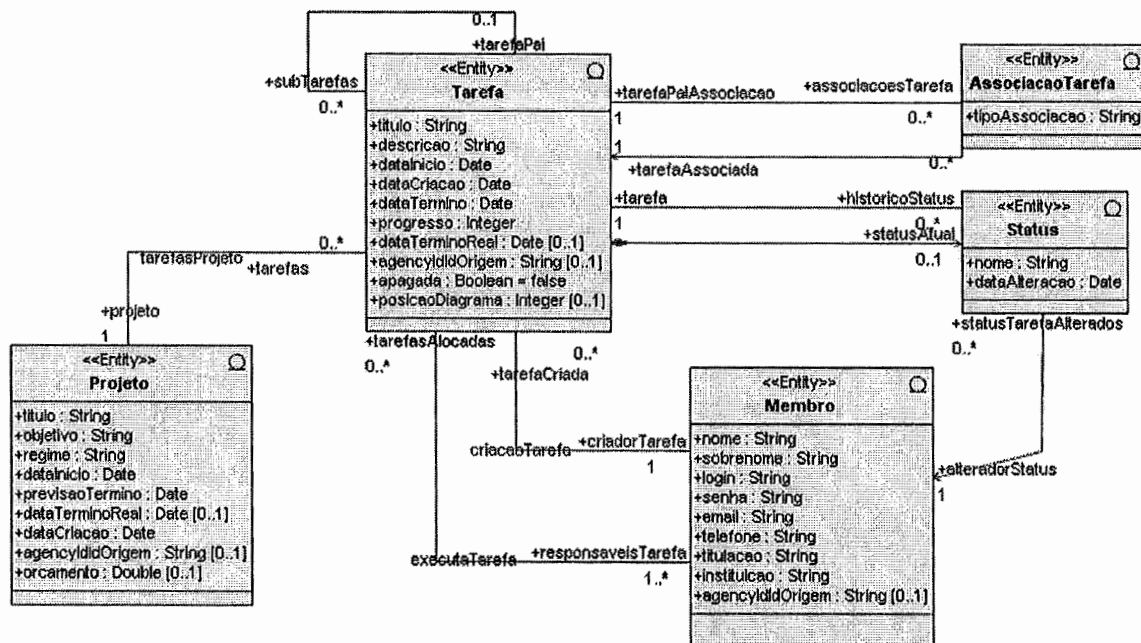 0..1
+tarefaPai
+subTarefas
0..*
<<Entity>>
Tarefa
+titulo : String
+descricao : String
+dataInicio : Date
+dataCriacao : Date
+dataTermino : Date
+progresso : Integer
+dataTerminoReal : Date [0..1]
+agencyIdIdOrigem : String [0..1]
+apagada : Boolean = false
+posicaoDiagrama : Integer [0..1]
+tarefaPaiAssociacao
+associacoesTarefa
1
0..*
<<Entity>>
AssociacaoTarefa
+tipoAssociacao : String
1
0..*
+tarefaAssociada
+tarefa
+historicoStatus
1
0..*
+statusAtual
0..1
<<Entity>>
Status
+nome : String
+dataAlteracao : Date
0..*
tarefasProjeto
+tarefas
+projeto
1
<<Entity>>
Projeto
+titulo : String
+objetivo : String
+regime : String
+dataInicio : Date
+previsaoTermino : Date
+dataTerminoReal : Date [0..1]
+dataCriacao : Date
+agencyIdIdOrigem : String [0..1]
+orcamento : Double [0..1]
+tarefasAlocadas
0..*
0..*
+tarefaCriada
+statusTarefaAlterados
0..*
<<Entity>>
Membro
+nome : String
+sobrenome : String
+login : String
+senha : String
+email : String
+telefone : String
+titulacao : String
+instituicao : String
+agencyIdIdOrigem : String [0..1]
criacaoTarefa
+criadorTarefa
1
+alteradorStatus
1
executaTarefa
+responsaveisTarefa
1..*